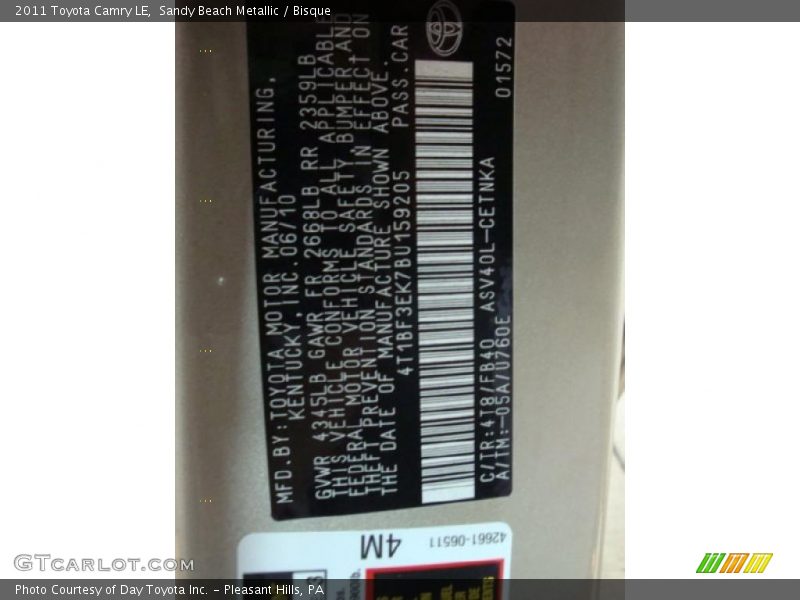 2011 Toyota Camry LE, Sandy Beach Metallic / Bisque
MFD.BY:TOYOTA MOTOR MANUFACTURING,
KENTUCKY,INC.06/10
GVWR 4345LB GAWR FR 2668LB RR 2359LB
THIS VEHICLE CONFORMS TO ALL APPLICABLE
FEDERAL MOTOR VEHICLE SAFETY, BUMPER AND
THEFT PREVENTION STANDARDS IN EFFECT ON
THE DATE OF MANUFACTURE SHOWN ABOVE.
4T1BF3EK7BU159205 PASS.CAR
C/TR:4T8/FB40 ASV40L-CETNKA
A/TM:-05A/U760E 01572
4M
42661-06511
GTCARLOT.COM
Photo Courtesy of Day Toyota Inc. - Pleasant Hills, PA